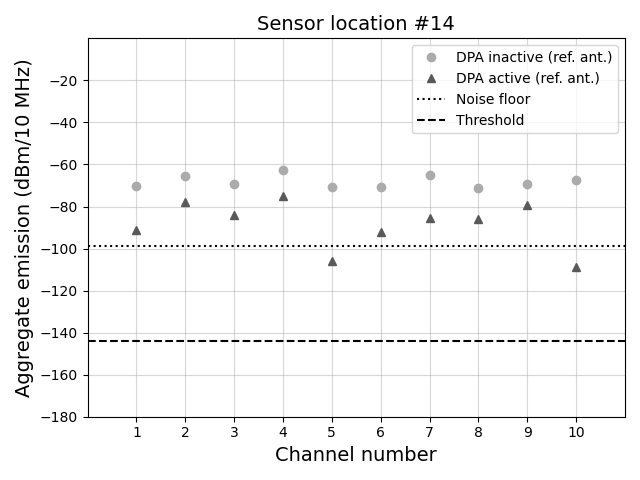 Sensor location #14
DPA inactive (ref. ant.)
DPA active (ref. ant.)
Noise floor
Threshold
Aggregate emission (dBm/10 MHz)
−20
−40
−60
−80
−100
−120
−140
−160
−180
1 2 3 4 5 6 7 8 9 10
Channel number